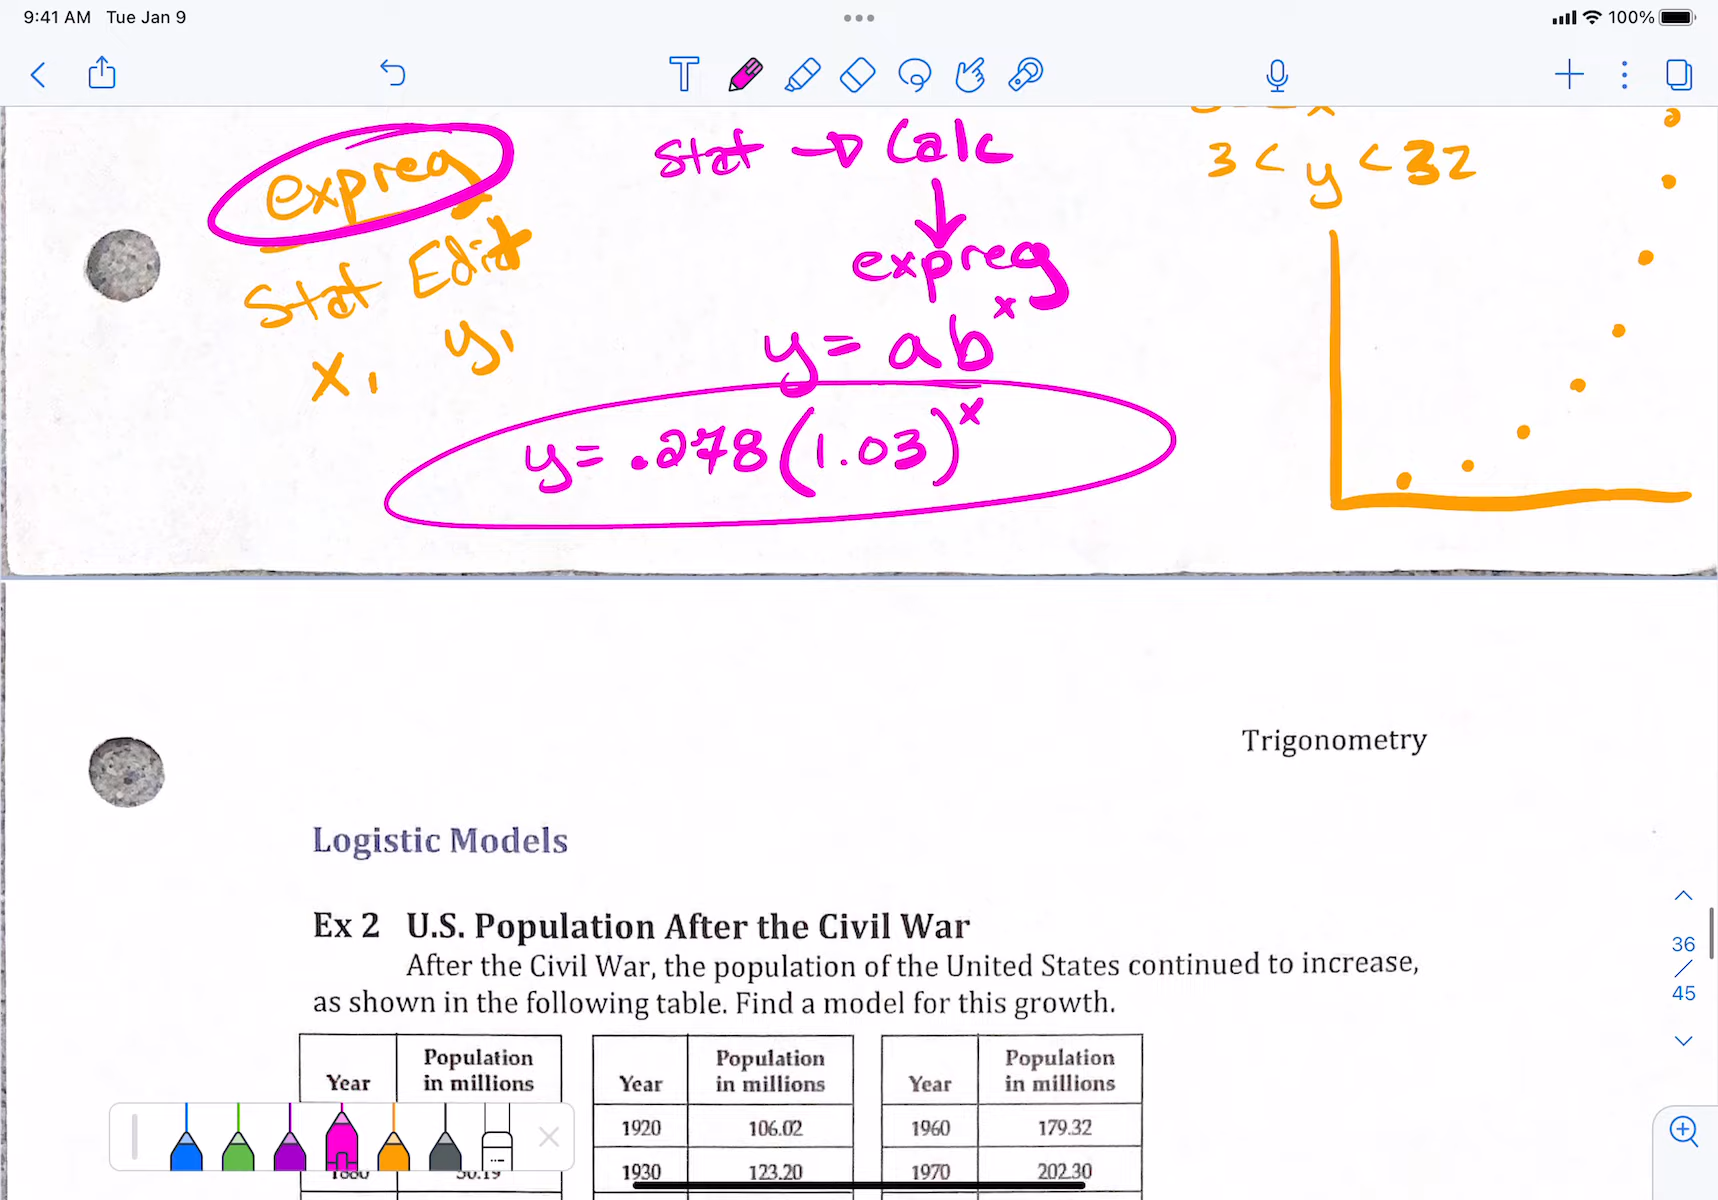 9:41 AM Tue Jan 9
100%
expreg
Stat Edit
x, y,
Stat → Calc
expreg
y = ab^x
y = .278(1.03)^x
3 < y < 32
Trigonometry
Logistic Models
Ex 2 U.S. Population After the Civil War
After the Civil War, the population of the United States continued to increase,
as shown in the following table. Find a model for this growth.
Year Population in millions Year Population in millions Year Population in millions
1920 106.02 1960 179.32
1930 123.20 1970 202.30
36
/
45